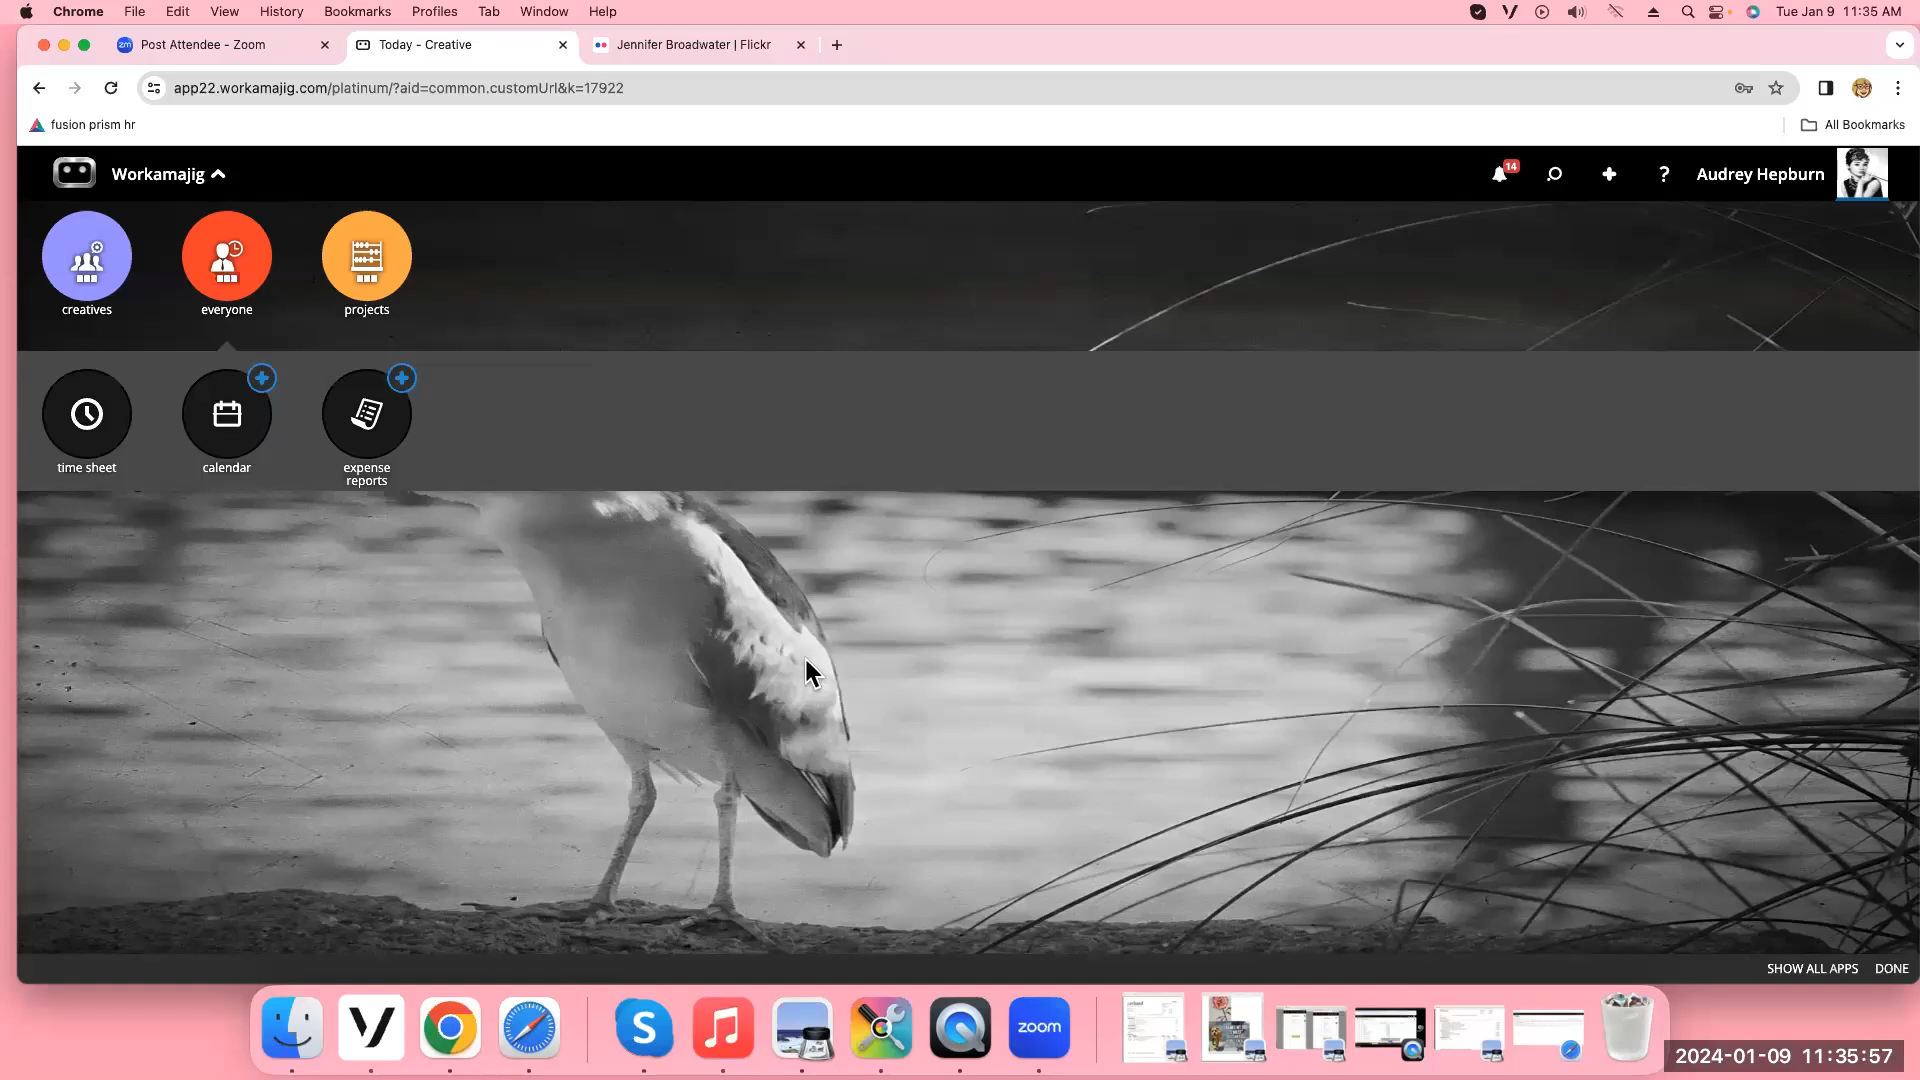 Chrome File Edit View History Bookmarks Profiles Tab Window Help Tue Jan 9 11:35 AM
zm Post Attendee - Zoom Today - Creative Jennifer Broadwater | Flickr
app22.workamajig.com/platinum/?aid=common.customUrl&k=17922
fusion prism hr All Bookmarks
Workamajig 14 ? Audrey Hepburn
creatives everyone projects
time sheet calendar expense
reports
SHOW ALL APPS DONE
zoom
2024-01-09 11:35:57